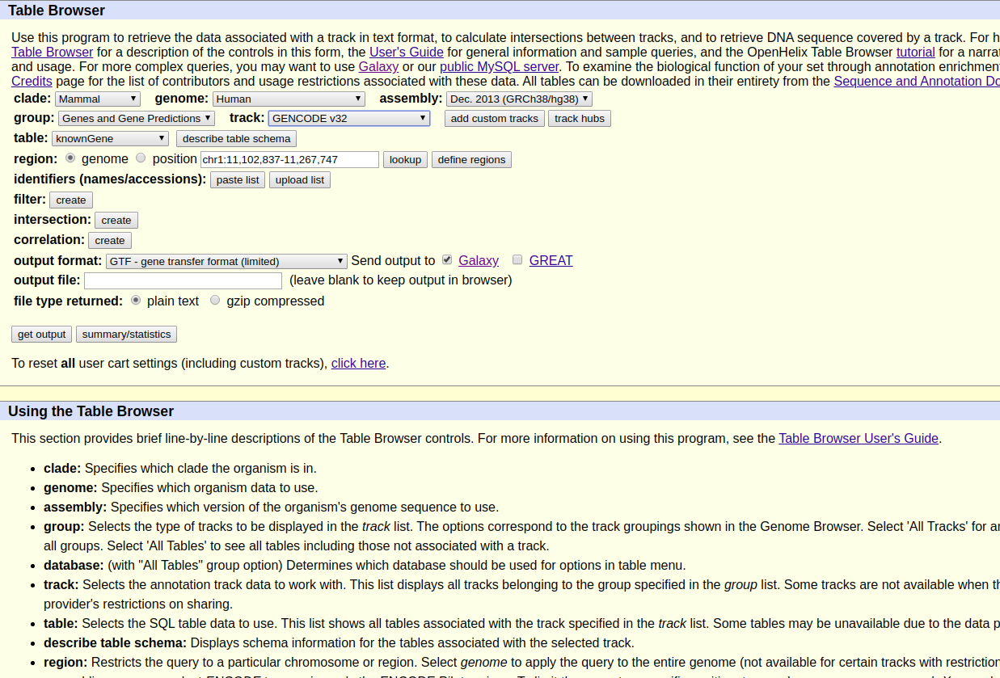 Table Browser
Use this program to retrieve the data associated with a track in text format, to calculate intersections between tracks, and to retrieve DNA sequence covered by a track. For h
Table Browser for a description of the controls in this form, the User's Guide for general information and sample queries, and the OpenHelix Table Browser tutorial for a narrat
and usage. For more complex queries, you may want to use Galaxy or our public MySQL server. To examine the biological function of your set through annotation enrichment
Credits page for the list of contributors and usage restrictions associated with these data. All tables can be downloaded in their entirety from the Sequence and Annotation Do
clade: Mammal genome: Human assembly: Dec. 2013 (GRCh38/hg38)
group: Genes and Gene Predictions track: GENCODE v32 add custom tracks track hubs
table: knownGene describe table schema
region: genome position chr1:11,102,837-11,267,747 lookup define regions
identifiers (names/accessions): paste list upload list
filter: create
intersection: create
correlation: create
output format: GTF - gene transfer format (limited) Send output to Galaxy GREAT
output file: (leave blank to keep output in browser)
file type returned: plain text gzip compressed
get output summary/statistics
To reset all user cart settings (including custom tracks), click here.
Using the Table Browser
This section provides brief line-by-line descriptions of the Table Browser controls. For more information on using this program, see the Table Browser User's Guide.
• clade: Specifies which clade the organism is in.
• genome: Specifies which organism data to use.
• assembly: Specifies which version of the organism's genome sequence to use.
• group: Selects the type of tracks to be displayed in the track list. The options correspond to the track groupings shown in the Genome Browser. Select 'All Tracks' for an
all groups. Select 'All Tables' to see all tables including those not associated with a track.
• database: (with "All Tables" group option) Determines which database should be used for options in table menu.
• track: Selects the annotation track data to work with. This list displays all tracks belonging to the group specified in the group list. Some tracks are not available when th
provider's restrictions on sharing.
• table: Selects the SQL table data to use. This list shows all tables associated with the track specified in the track list. Some tables may be unavailable due to the data p
• describe table schema: Displays schema information for the tables associated with the selected track.
• region: Restricts the query to a particular chromosome or region. Select genome to apply the query to the entire genome (not available for certain tracks with restriction